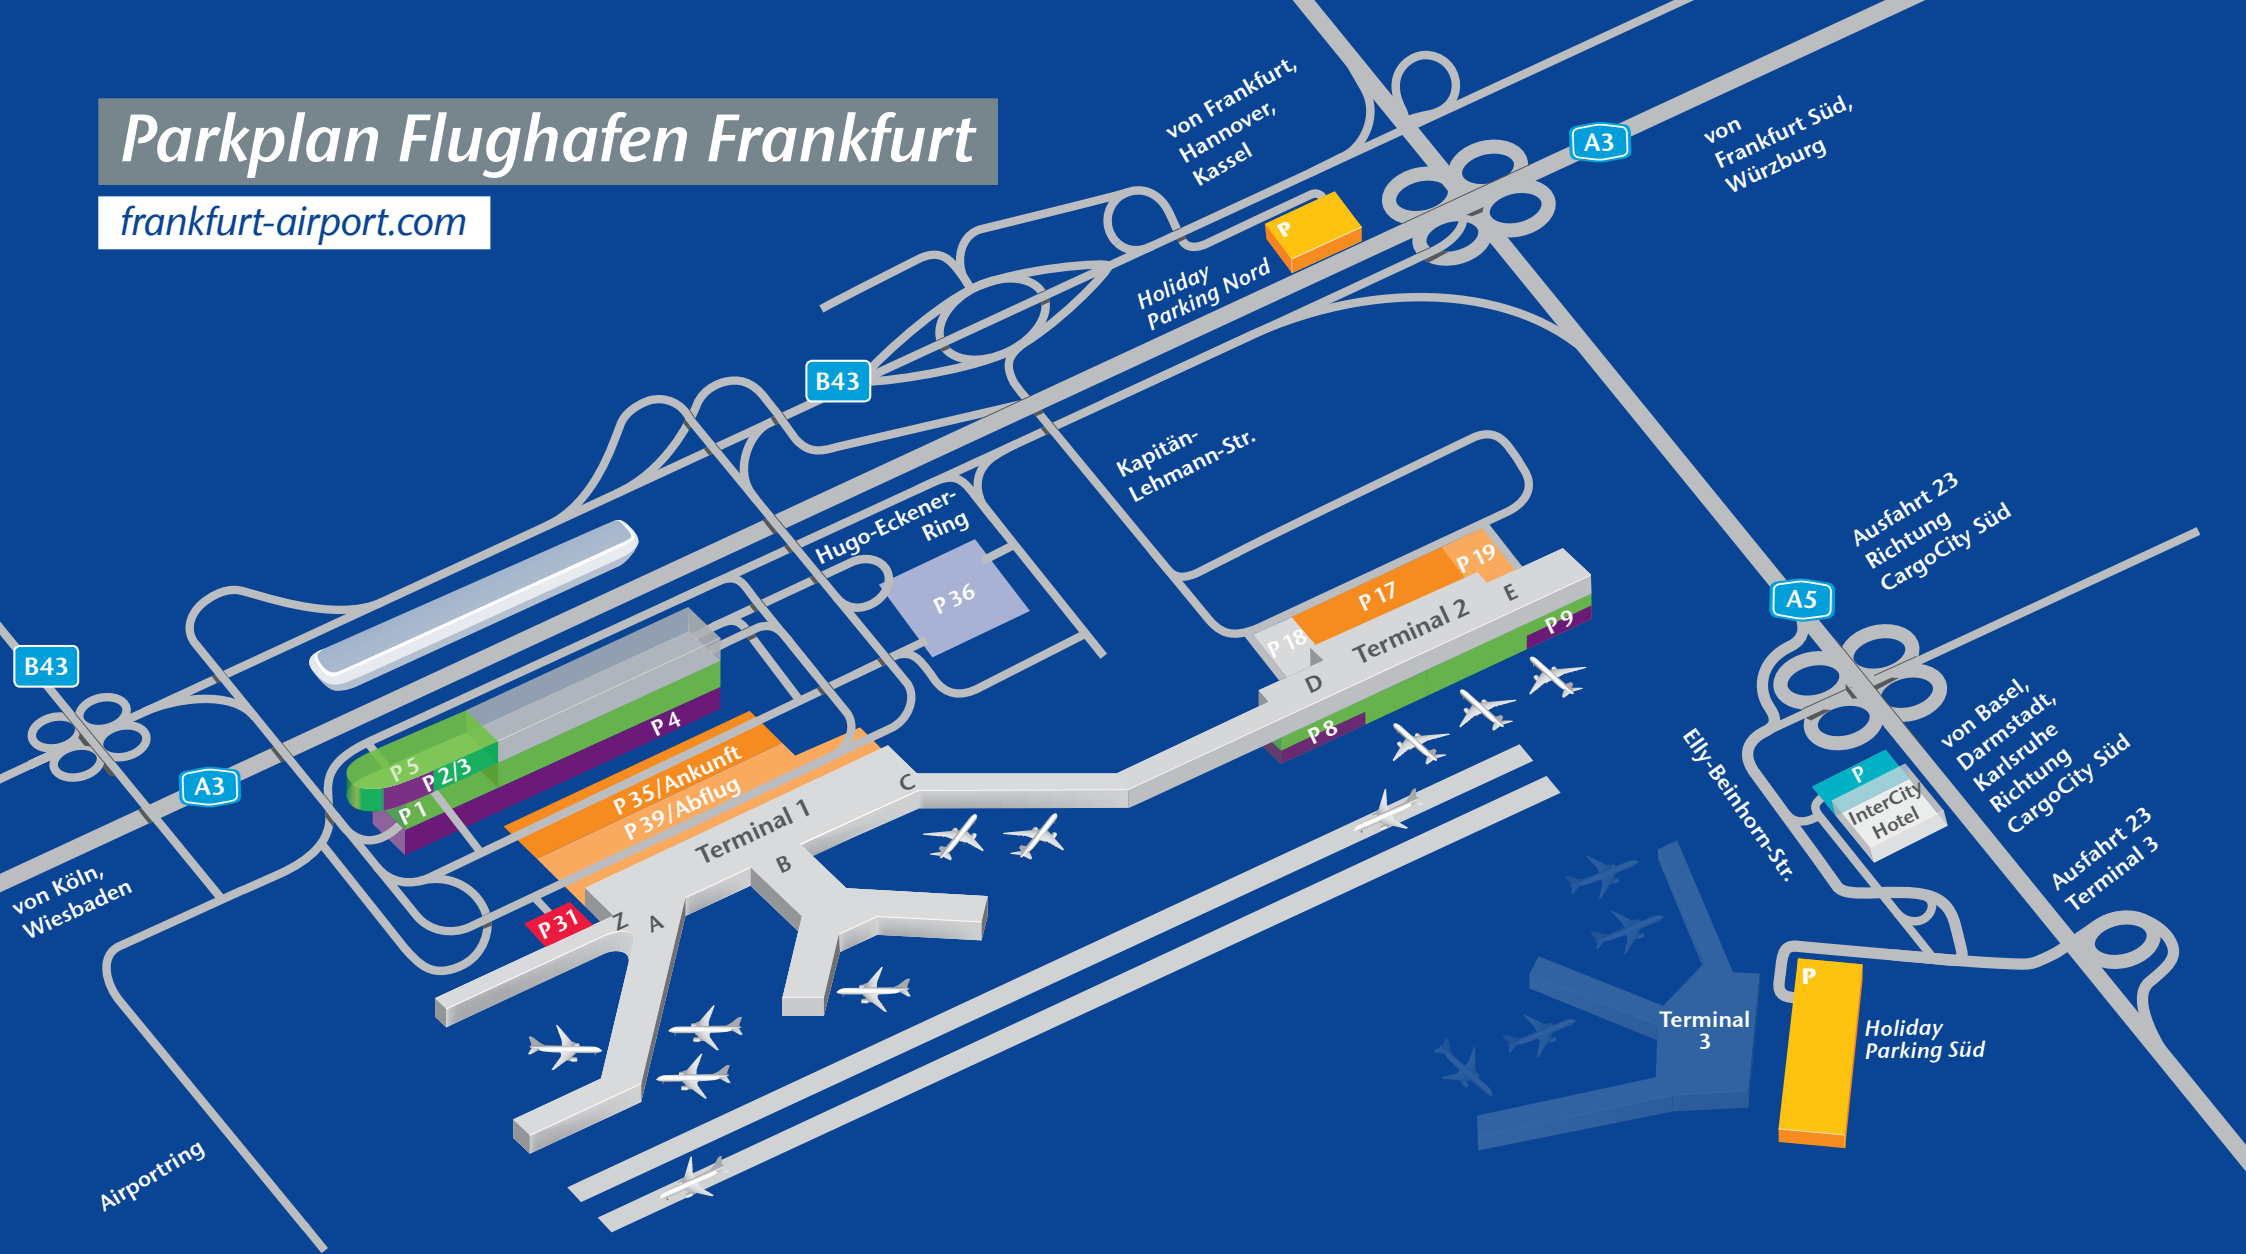 Parkplan Flughafen Frankfurt
frankfurt-airport.com
von Frankfurt,
Hannover,
Kassel
A3
von
Frankfurt Süd,
Würzburg
P
Holiday
Parking Nord
B43
Kapitän-
Lehmann-Str.
Hugo-Eckener-
Ring
P 36
Ausfahrt 23
Richtung
CargoCity Süd
A5
P 19
P 17
P 18
Terminal 2
E
D
P 9
P 8
B43
A3
von Köln,
Wiesbaden
P 5
P 2/3
P 1
P 4
P 35/Ankunft
P 39/Abflug
Terminal 1
C
B
Z
A
P 31
Elly-Beinhorn-Str.
von Basel,
Darmstadt,
Karlsruhe
Richtung
CargoCity Süd
P
InterCity
Hotel
Ausfahrt 23
Terminal 3
P
Terminal
3
Holiday
Parking Süd
Airportring